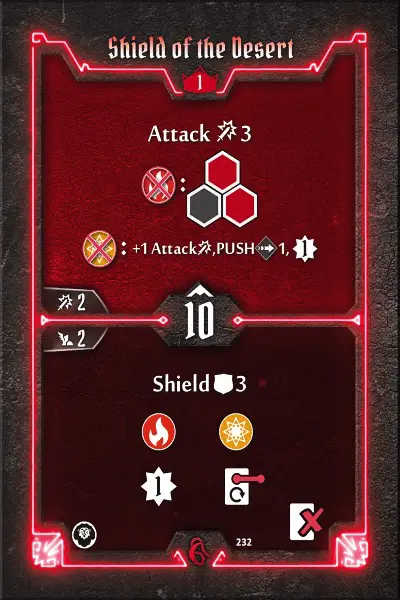 Shield of the Desert
1
Attack 3
:
: +1 Attack, PUSH 1, 1
2
10
2
Shield 3
1
232